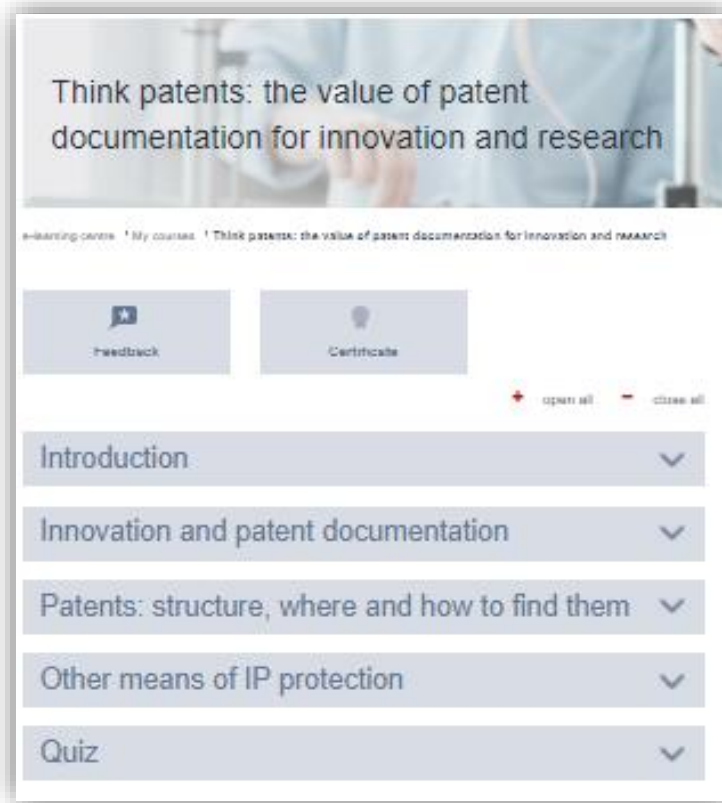 Think patents: the value of patent
documentation for innovation and research
e-learning centre ' My courses ' Think patents: the value of patent documentation for innovation and research
Feedback
Certificate
+ open all − close all
Introduction
Innovation and patent documentation
Patents: structure, where and how to find them
Other means of IP protection
Quiz